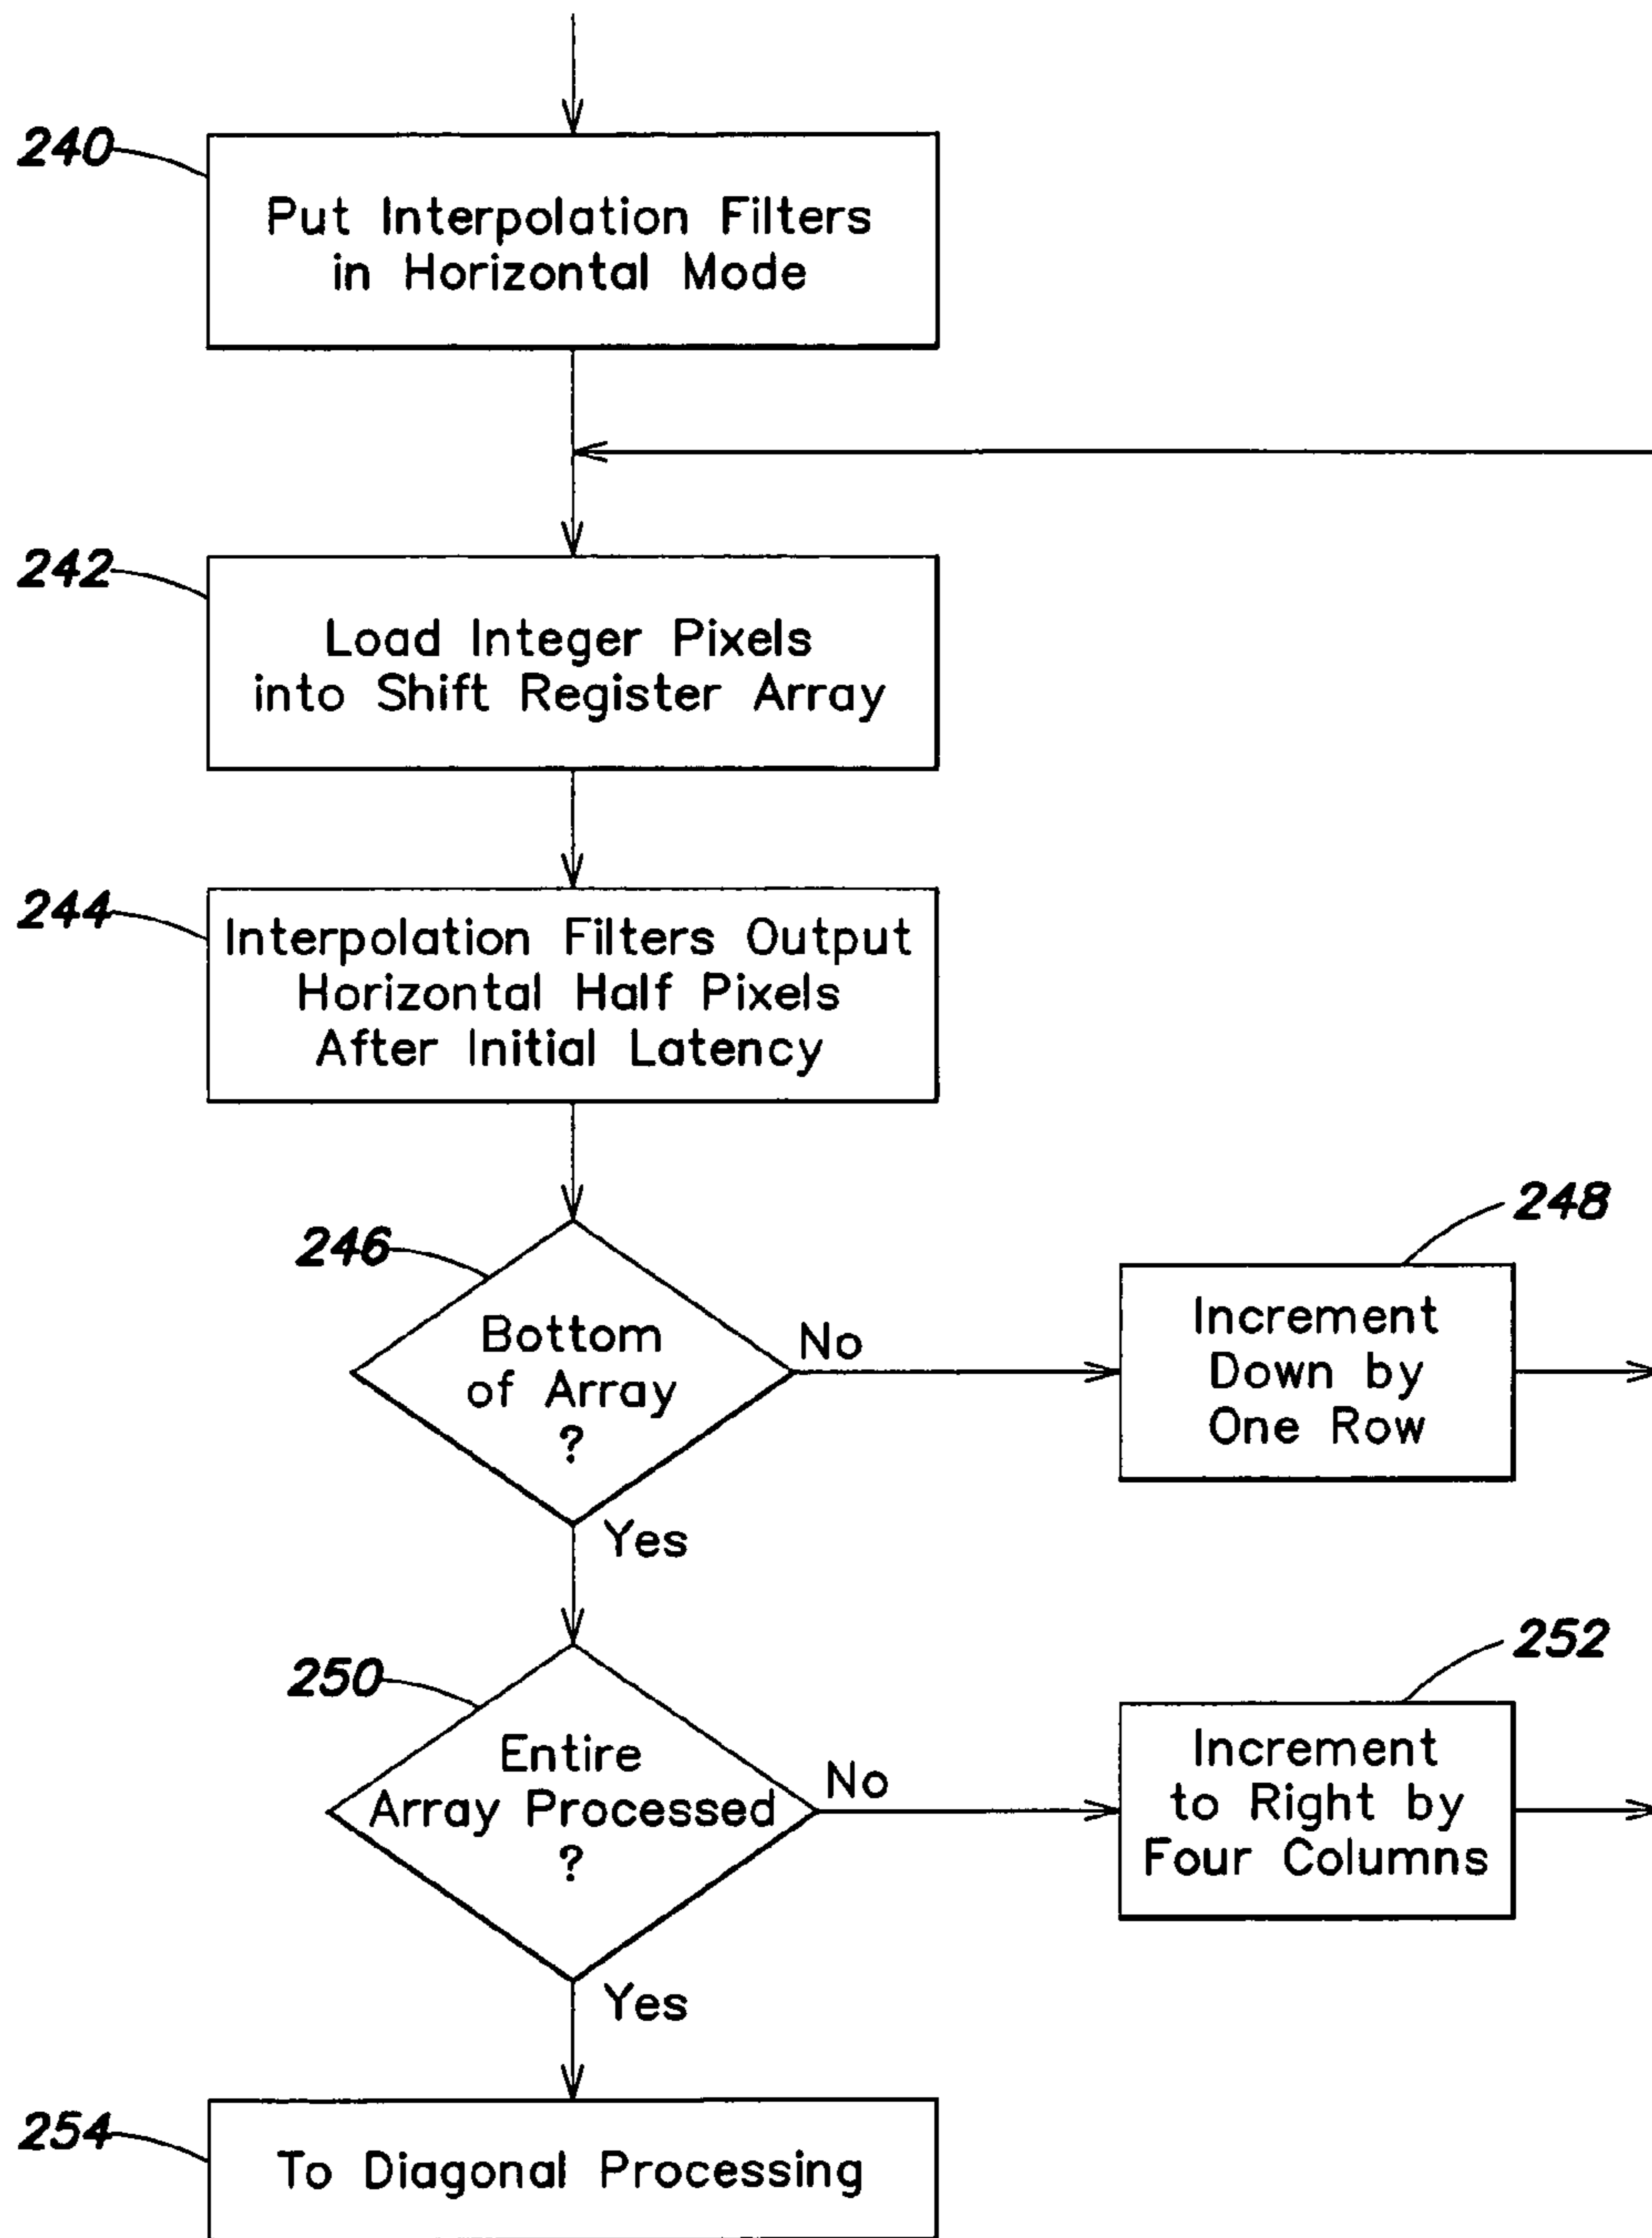 240
Put Interpolation Filters
in Horizontal Mode
242
Load Integer Pixels
into Shift Register Array
244
Interpolation Filters Output
Horizontal Half Pixels
After Initial Latency
246
Bottom
of Array
?
No
248
Increment
Down by
One Row
Yes
250
Entire
Array Processed
?
No
252
Increment
to Right by
Four Columns
Yes
254
To Diagonal Processing